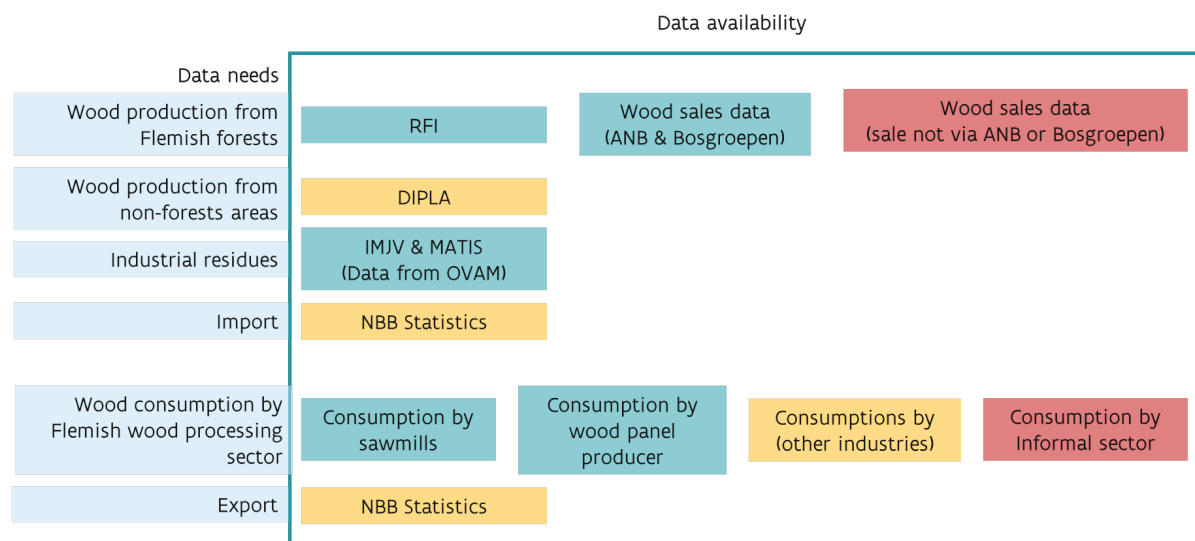 Data availability
Data needs
Wood production from
Flemish forests
RFI
Wood sales data
(ANB & Bosgroepen)
Wood sales data
(sale not via ANB or Bosgroepen)
Wood production from
non-forests areas
DIPLA
Industrial residues
IMJV & MATIS
(Data from OVAM)
Import
NBB Statistics
Wood consumption by
Flemish wood processing
sector
Consumption by
sawmills
Consumption by
wood panel
producer
Consumptions by
(other industries)
Consumption by
Informal sector
Export
NBB Statistics